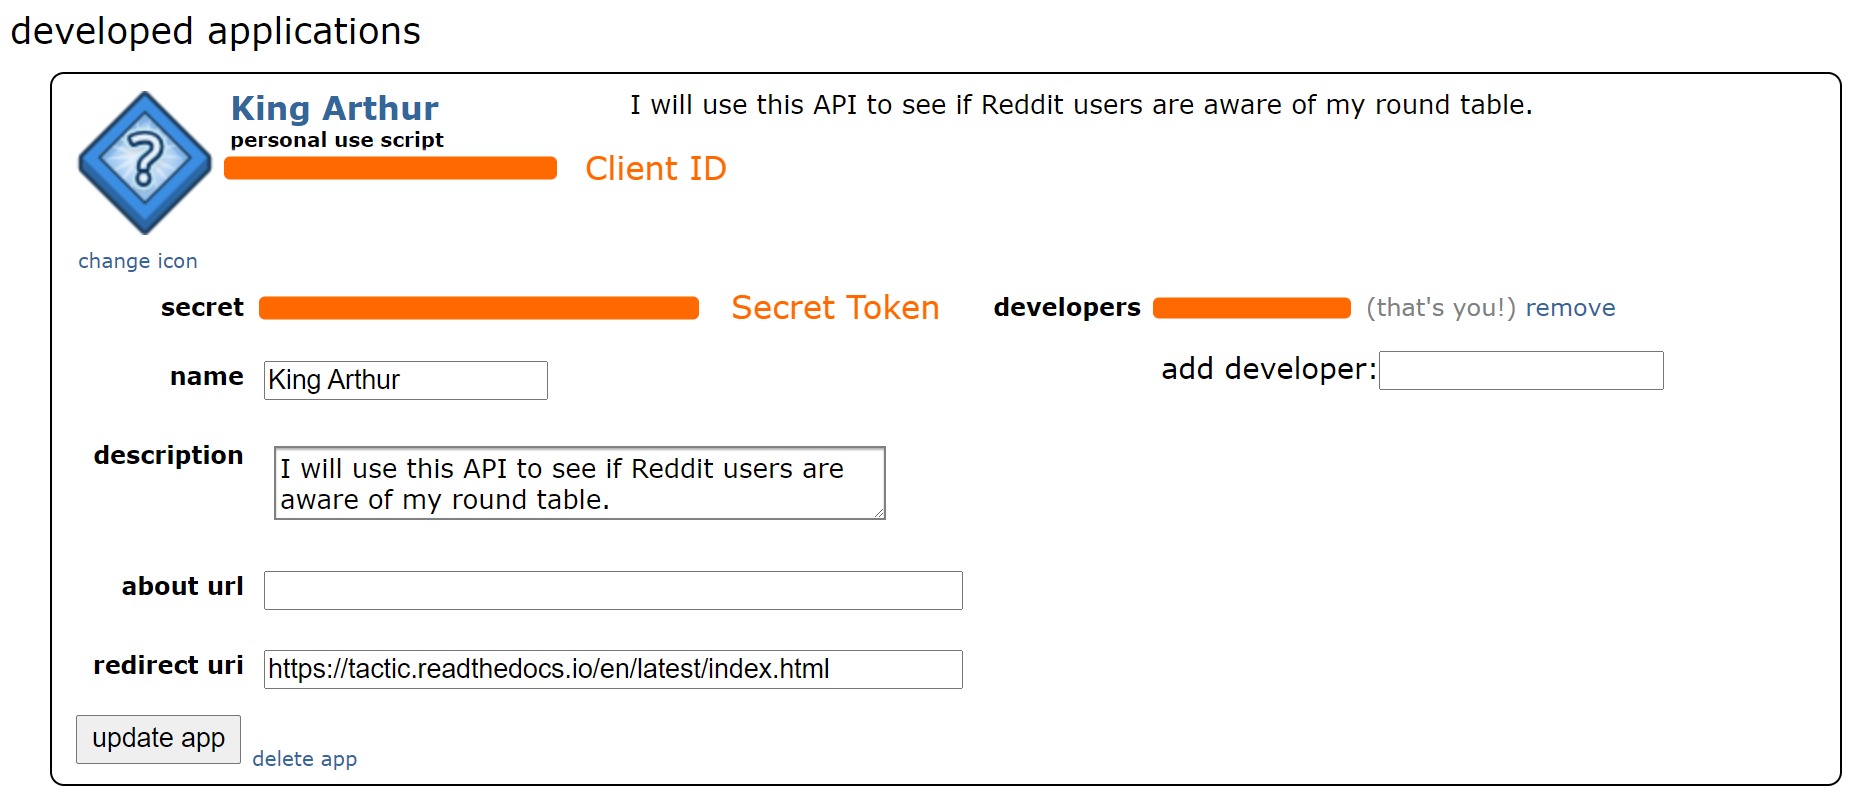 developed applications
King Arthur
I will use this API to see if Reddit users are aware of my round table.
personal use script
Client ID
change icon
secret
Secret Token
developers
(that's you!) remove
name
King Arthur
add developer:
description
I will use this API to see if Reddit users are
aware of my round table.
about url
redirect uri
https://tactic.readthedocs.io/en/latest/index.html
update app
delete app